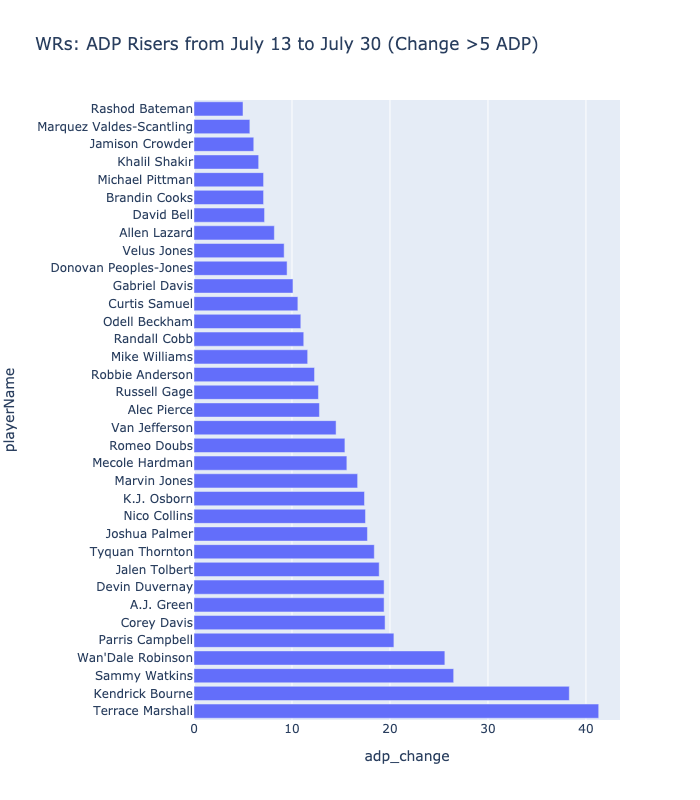 WRs: ADP Risers from July 13 to July 30 (Change >5 ADP)
Rashod Bateman
Marquez Valdes-Scantling
Jamison Crowder
Khalil Shakir
Michael Pittman
Brandin Cooks
David Bell
Allen Lazard
Velus Jones
Donovan Peoples-Jones
Gabriel Davis
Curtis Samuel
Odell Beckham
Randall Cobb
Mike Williams
Robbie Anderson
Russell Gage
Alec Pierce
Van Jefferson
Romeo Doubs
Mecole Hardman
Marvin Jones
K.J. Osborn
Nico Collins
Joshua Palmer
Tyquan Thornton
Jalen Tolbert
Devin Duvernay
A.J. Green
Corey Davis
Parris Campbell
Wan'Dale Robinson
Sammy Watkins
Kendrick Bourne
Terrace Marshall
playerName
0 10 20 30 40
adp_change